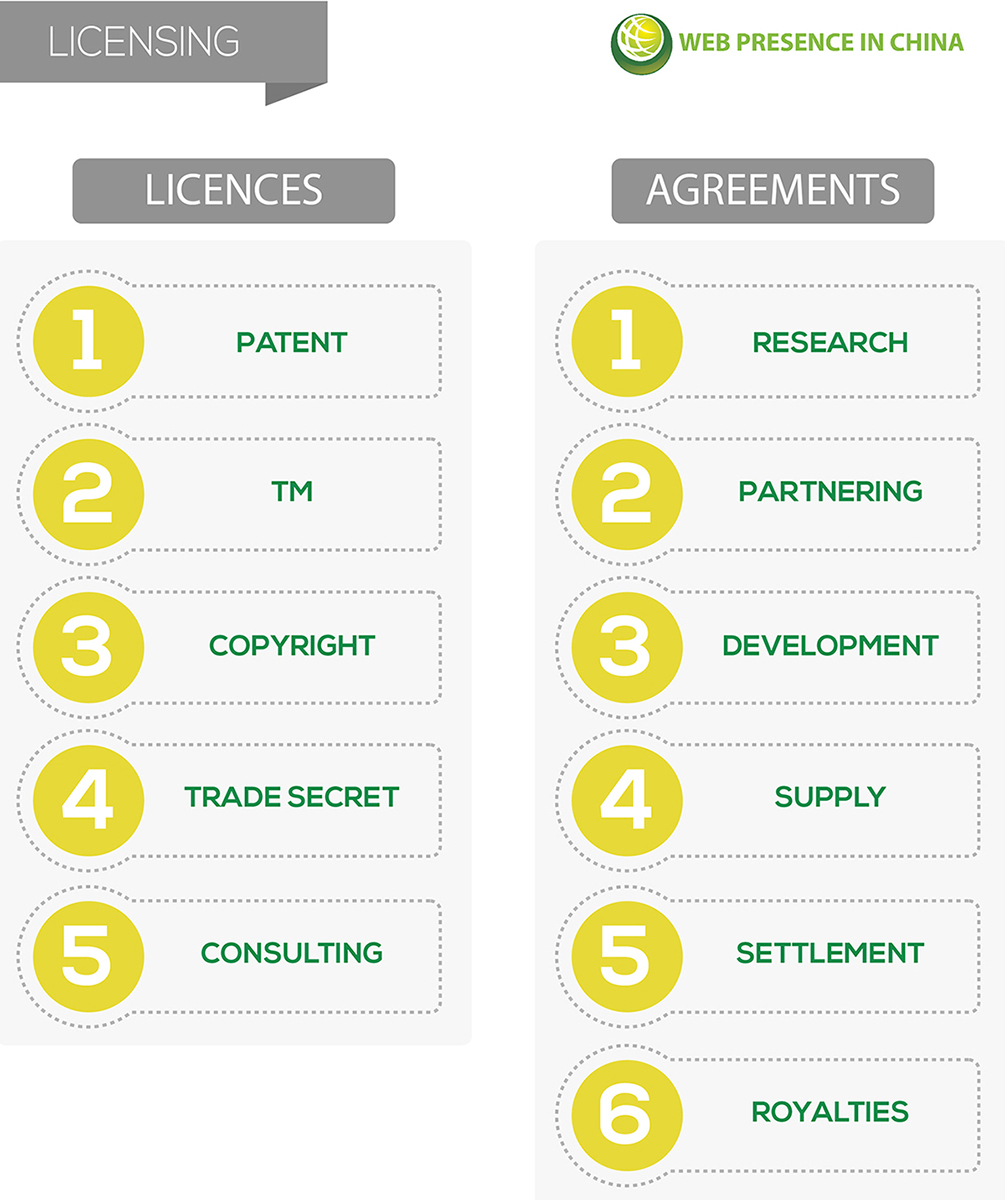 LICENSING
WEB PRESENCE IN CHINA
LICENCES
1
PATENT
2
TM
3
COPYRIGHT
4
TRADE SECRET
5
CONSULTING
AGREEMENTS
1
RESEARCH
2
PARTNERING
3
DEVELOPMENT
4
SUPPLY
5
SETTLEMENT
6
ROYALTIES